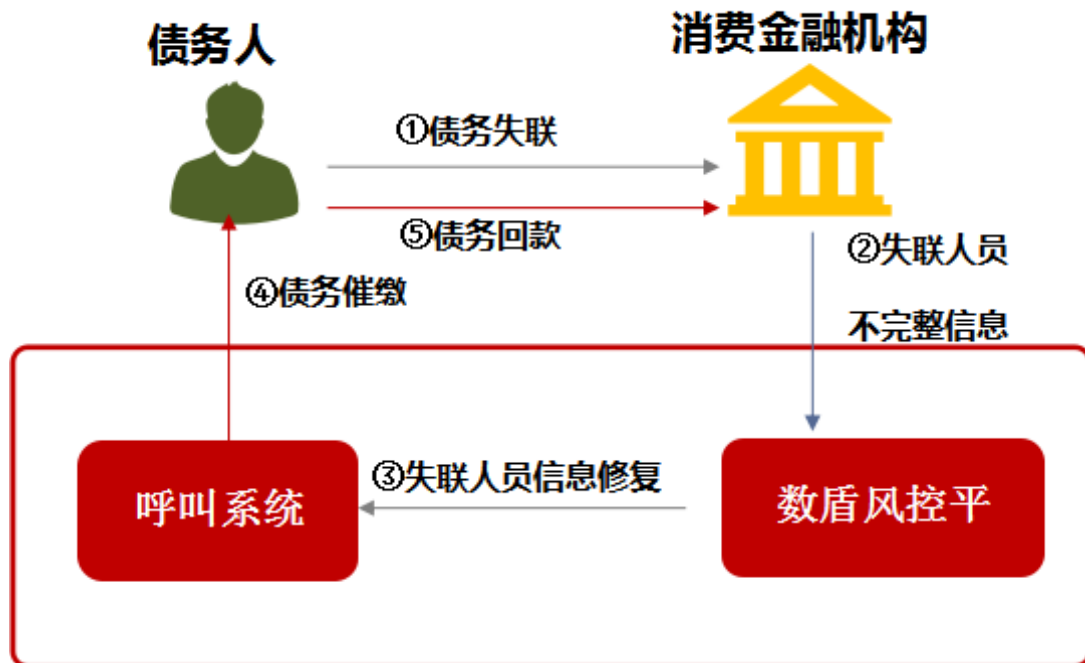 债务人
消费金融机构
①债务失联
⑤债务回款
②失联人员
不完整信息
④债务催缴
③失联人员信息修复
呼叫系统
数盾风控平